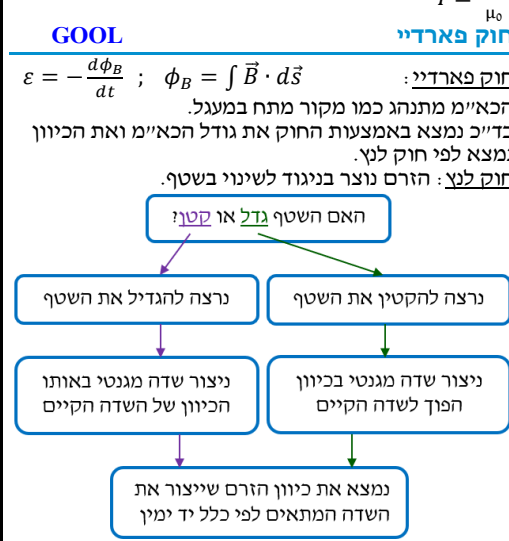 μ₀
חוק פארדיי GOOL
חוק פארדיי: ε = −dϕ_B/dt ; ϕ_B = ∫ B⃗ · ds⃗
הכא״מ מתנהג כמו מקור מתח במעגל.
בד״כ נמצא באמצעות החוק את גודל הכא״מ ואת הכיוון
נמצא לפי חוק לנץ.
חוק לנץ: הזרם נוצר בניגוד לשינוי בשטף.
האם השטף גדל או קטן?
נרצה להקטין את השטף
נרצה להגדיל את השטף
ניצור שדה מגנטי בכיוון
הפוך לשדה הקיים
ניצור שדה מגנטי באותו
הכיוון של השדה הקיים
נמצא את כיוון הזרם שייצור את
השדה המתאים לפי כלל יד ימין